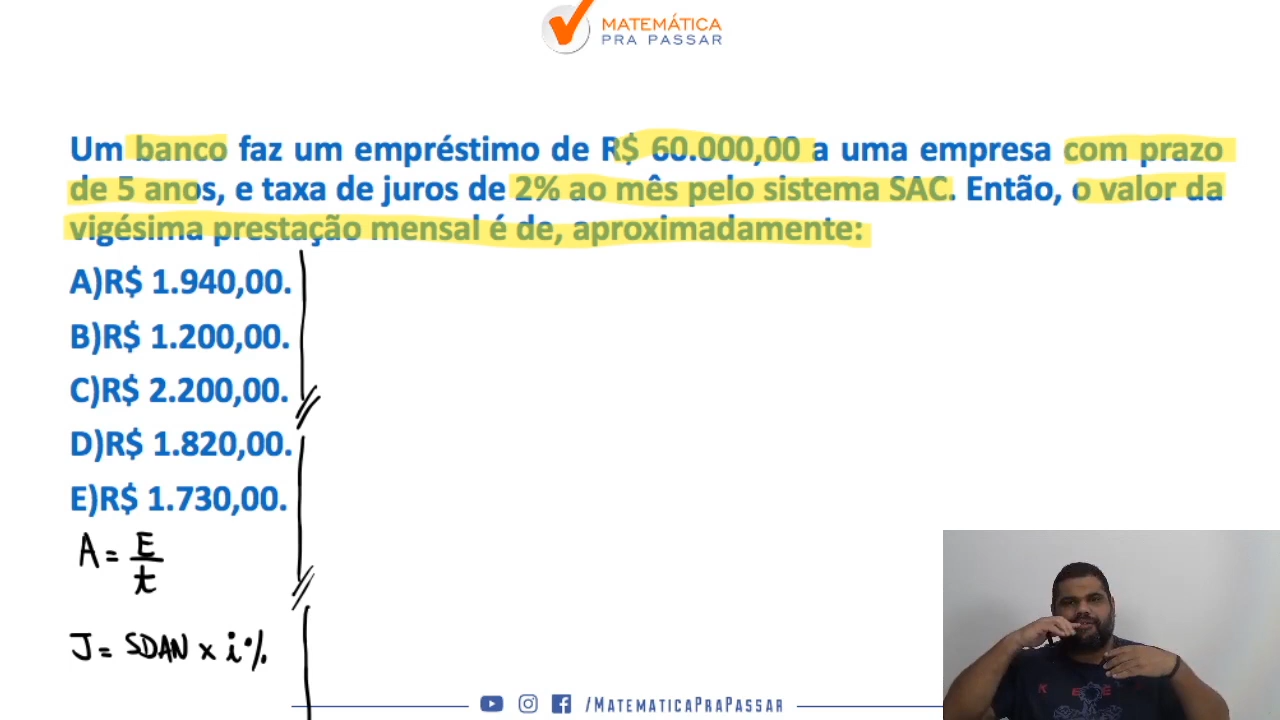 MATEMÁTICA
PRA PASSAR
Um banco faz um empréstimo de R$ 60.000,00 a uma empresa com prazo
de 5 anos, e taxa de juros de 2% ao mês pelo sistema SAC. Então, o valor da
vigésima prestação mensal é de, aproximadamente:
A)R$ 1.940,00.
B)R$ 1.200,00.
C)R$ 2.200,00.
D)R$ 1.820,00.
E)R$ 1.730,00.
A = E/t
J = SDAN x i%
/MatematicaPraPassar